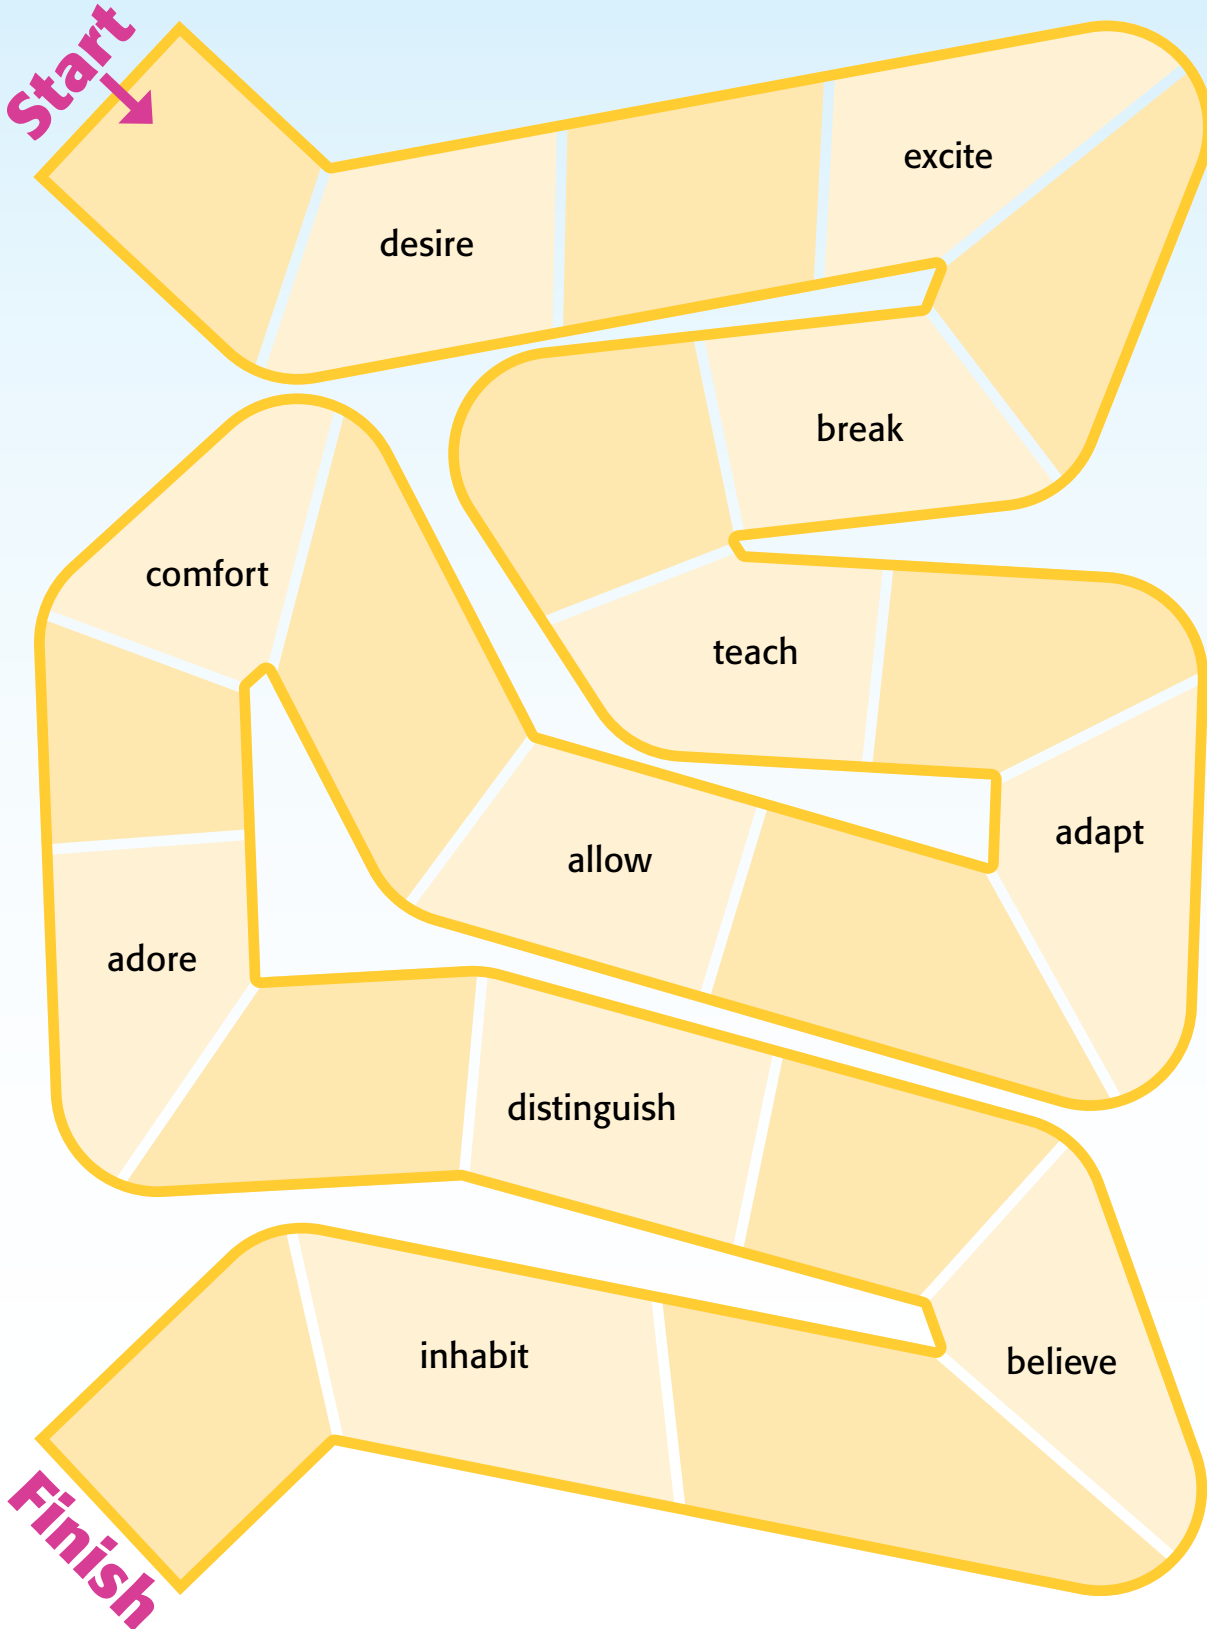 Start
desire
excite
break
teach
adapt
allow
comfort
adore
distinguish
believe
inhabit
Finish